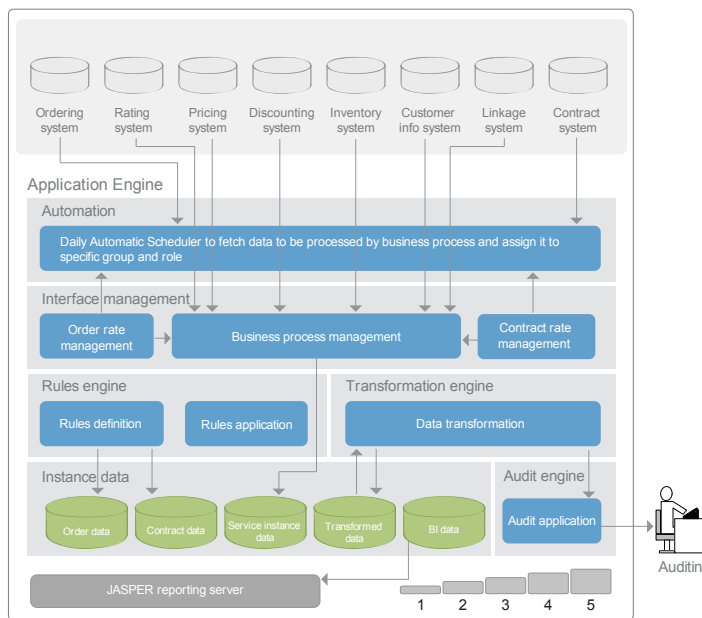 Ordering system
Rating system
Pricing system
Discounting system
Inventory system
Customer info system
Linkage system
Contract system
Application Engine
Automation
Daily Automatic Scheduler to fetch data to be processed by business process and assign it to
specific group and role
Interface management
Order rate management
Business process management
Contract rate management
Rules engine
Transformation engine
Rules definition
Rules application
Data transformation
Instance data
Audit engine
Order data
Contract data
Service instance data
Transformed data
BI data
Audit application
Auditin
JASPER reporting server
1 2 3 4 5